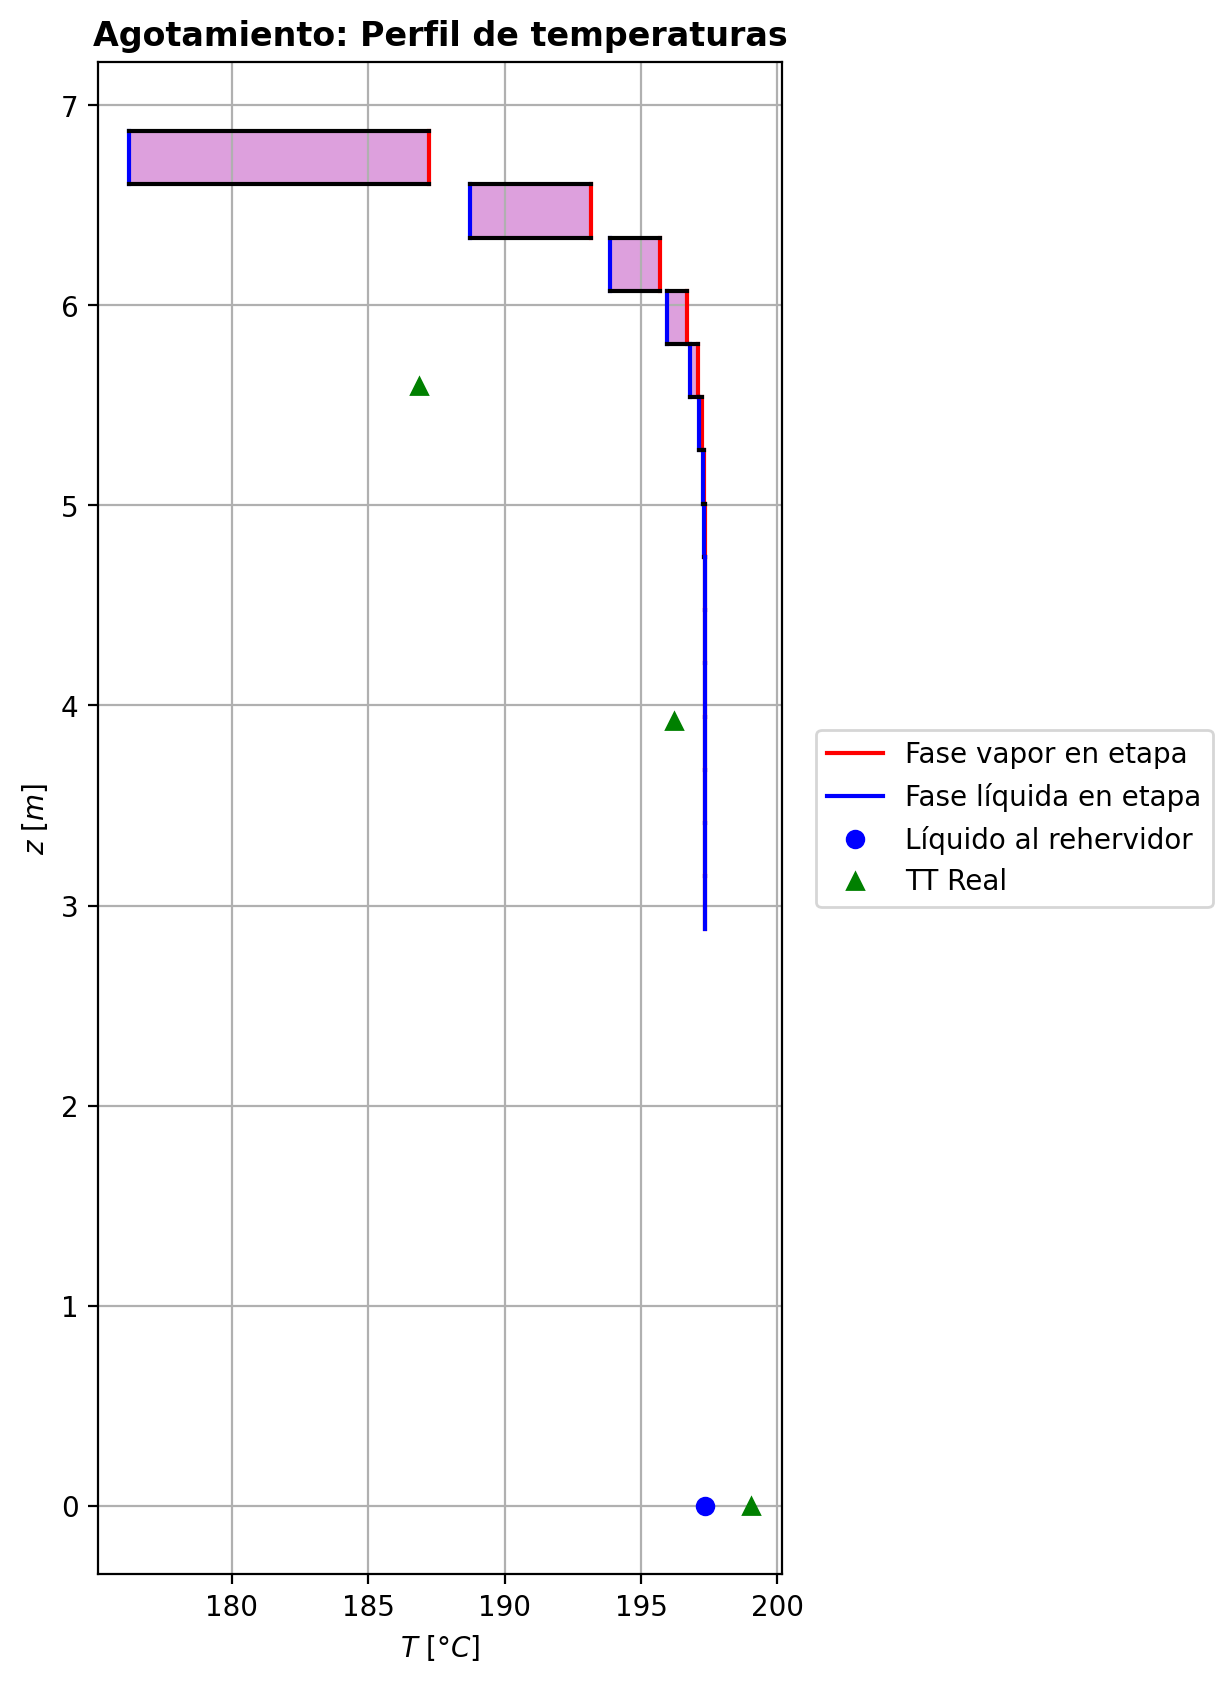 Agotamiento: Perfil de temperaturas
7
6
5
4
3
2
1
0
z [m]
180 185 190 195 200
T [°C]
Fase vapor en etapa
Fase líquida en etapa
Líquido al rehervidor
TT Real